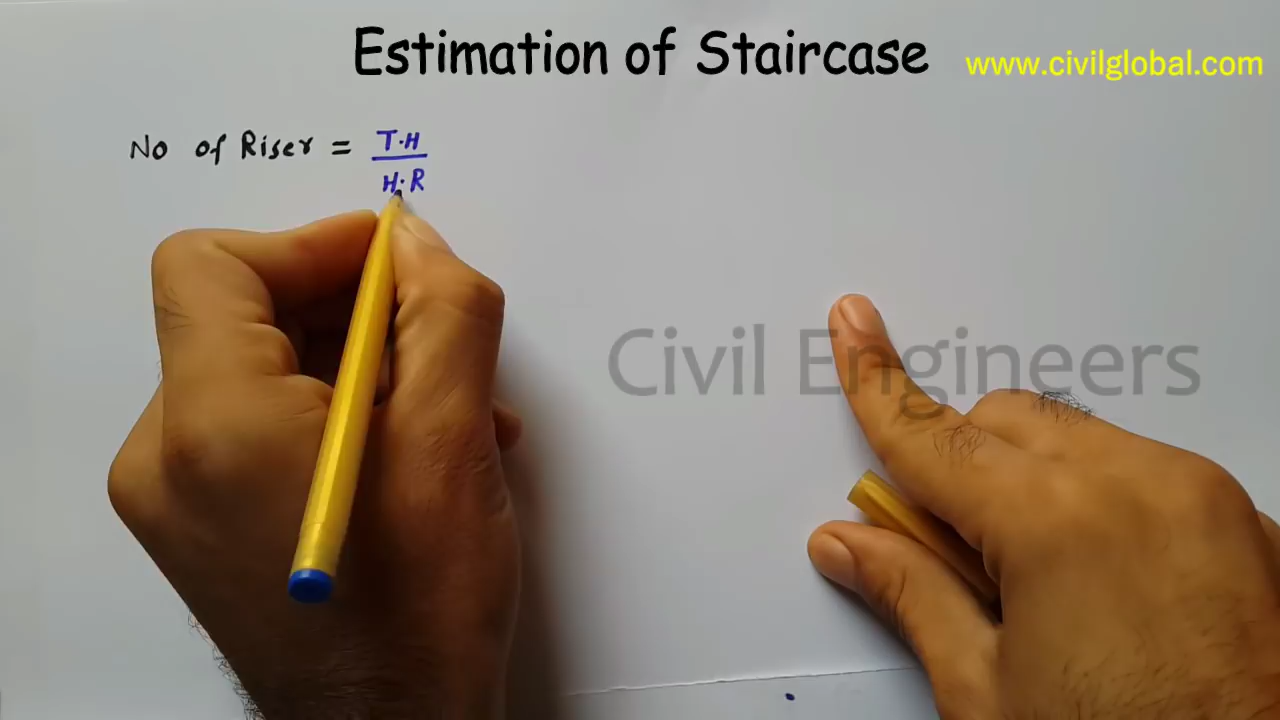 Estimation of Staircase
www.civilglobal.com
No of Riser = T.H
H.R
Civil Engineers